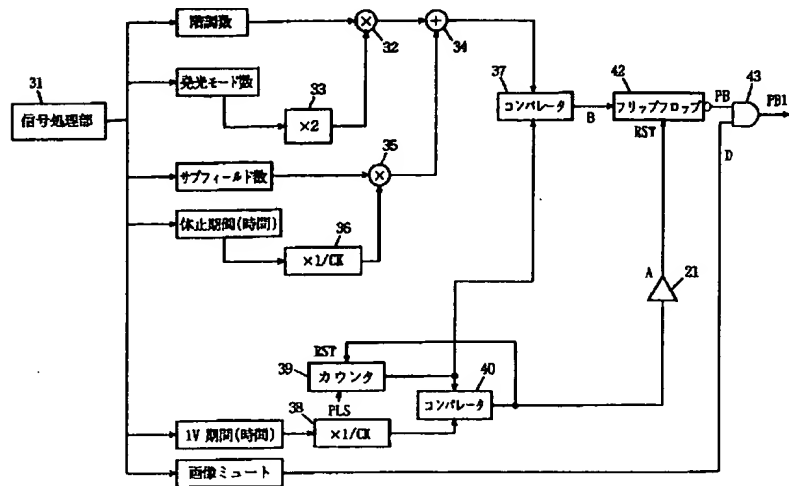 31
信号処理部
階調数
×
32
+
34
発光モード数
33
×2
サブフィールド数
×
35
休止期間(時間)
36
×1/CK
37
コンパレータ
B
42
フリップフロップ
RST
PB
43
PB1
D
A
21
RST
39
カウンタ
PLS
40
コンパレータ
38
1V 期間(時間)
×1/CK
画像ミュート